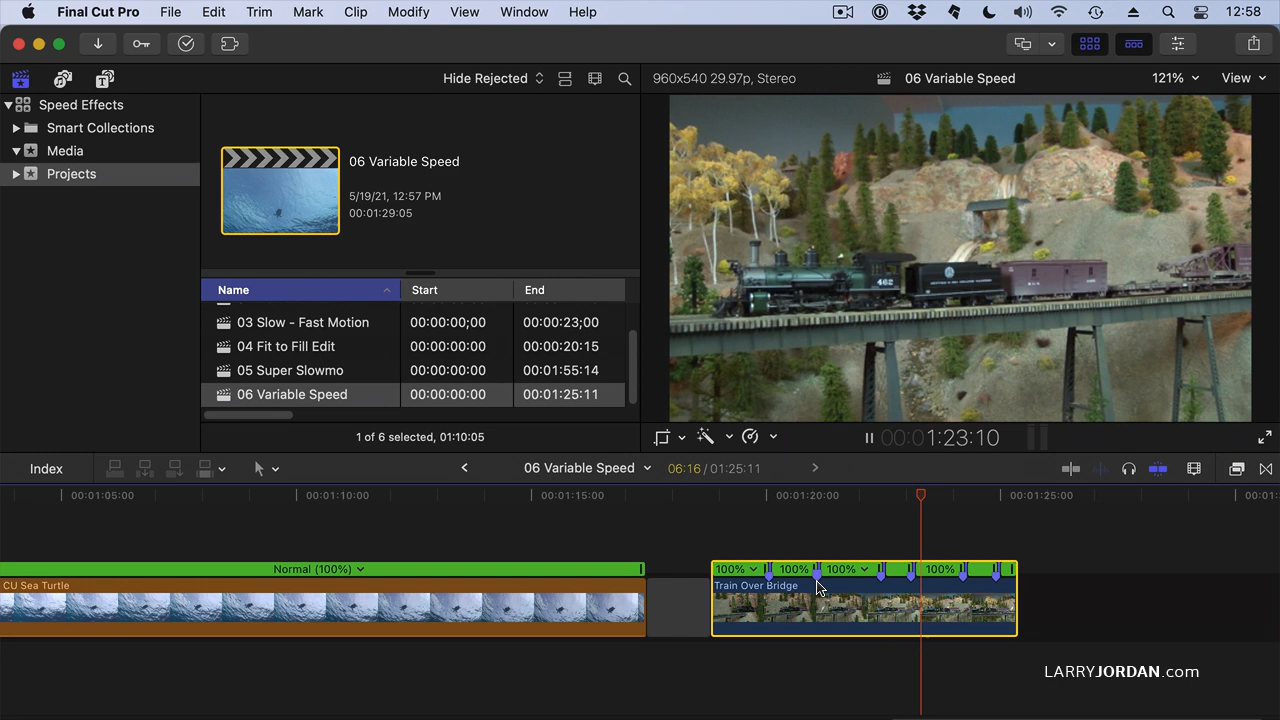 Final Cut Pro File Edit Trim Mark Clip Modify View Window Help 12:58
Hide Rejected 960x540 23.97p, Stereo 06 Variable Speed 121% View
Speed Effects
Smart Collections
Media
Projects
06 Variable Speed
5/19/21, 12:57 PM
00:01:29:05
Name Start End
03 Slow - Fast Motion 00:00:00;00 00:00:23;00
04 Fit to Fill Edit 00:00:00:00 00:00:20:15
05 Super Slowmo 00:00:00:00 00:01:55:14
06 Variable Speed 00:00:00:00 00:01:25:11
1 of 6 selected, 01:10:05
462
00:01:23:10
Index 06 Variable Speed 06:16 / 01:25:11
00:01:05:00 00:01:10:00 00:01:15:00 00:01:20:00 00:01:25:00 00:01:
Normal (100%) 100% 100% 100% 100%
CU Sea Turtle Train Over Bridge
LARRYJORDAN.com